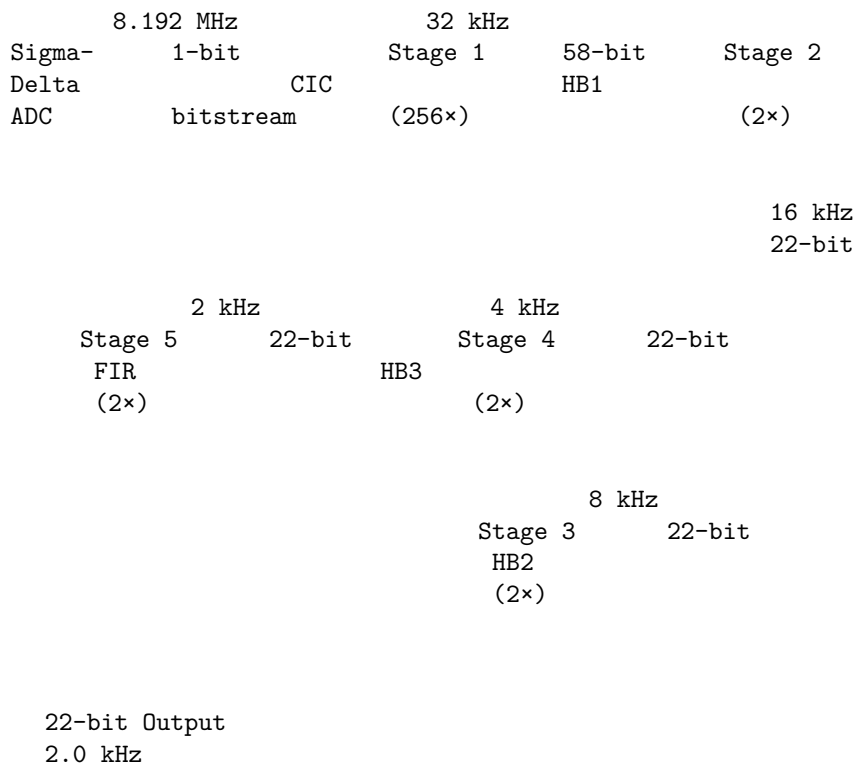 8.192 MHz 32 kHz
Sigma- 1-bit Stage 1 58-bit Stage 2
Delta CIC HB1
ADC bitstream (256×) (2×)
16 kHz
22-bit
2 kHz 4 kHz
Stage 5 22-bit Stage 4 22-bit
FIR HB3
(2×) (2×)
8 kHz
Stage 3 22-bit
HB2
(2×)
22-bit Output
2.0 kHz